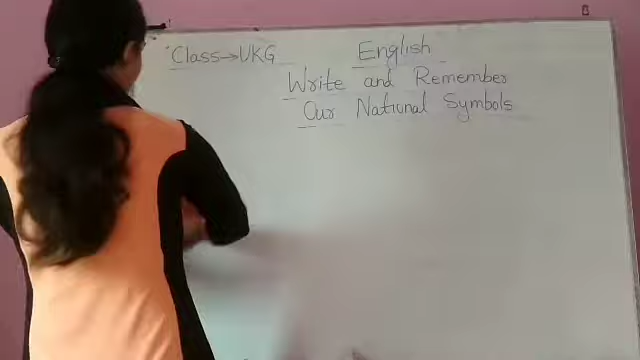 Class→UKG English
Write and Remember
Our National Symbols